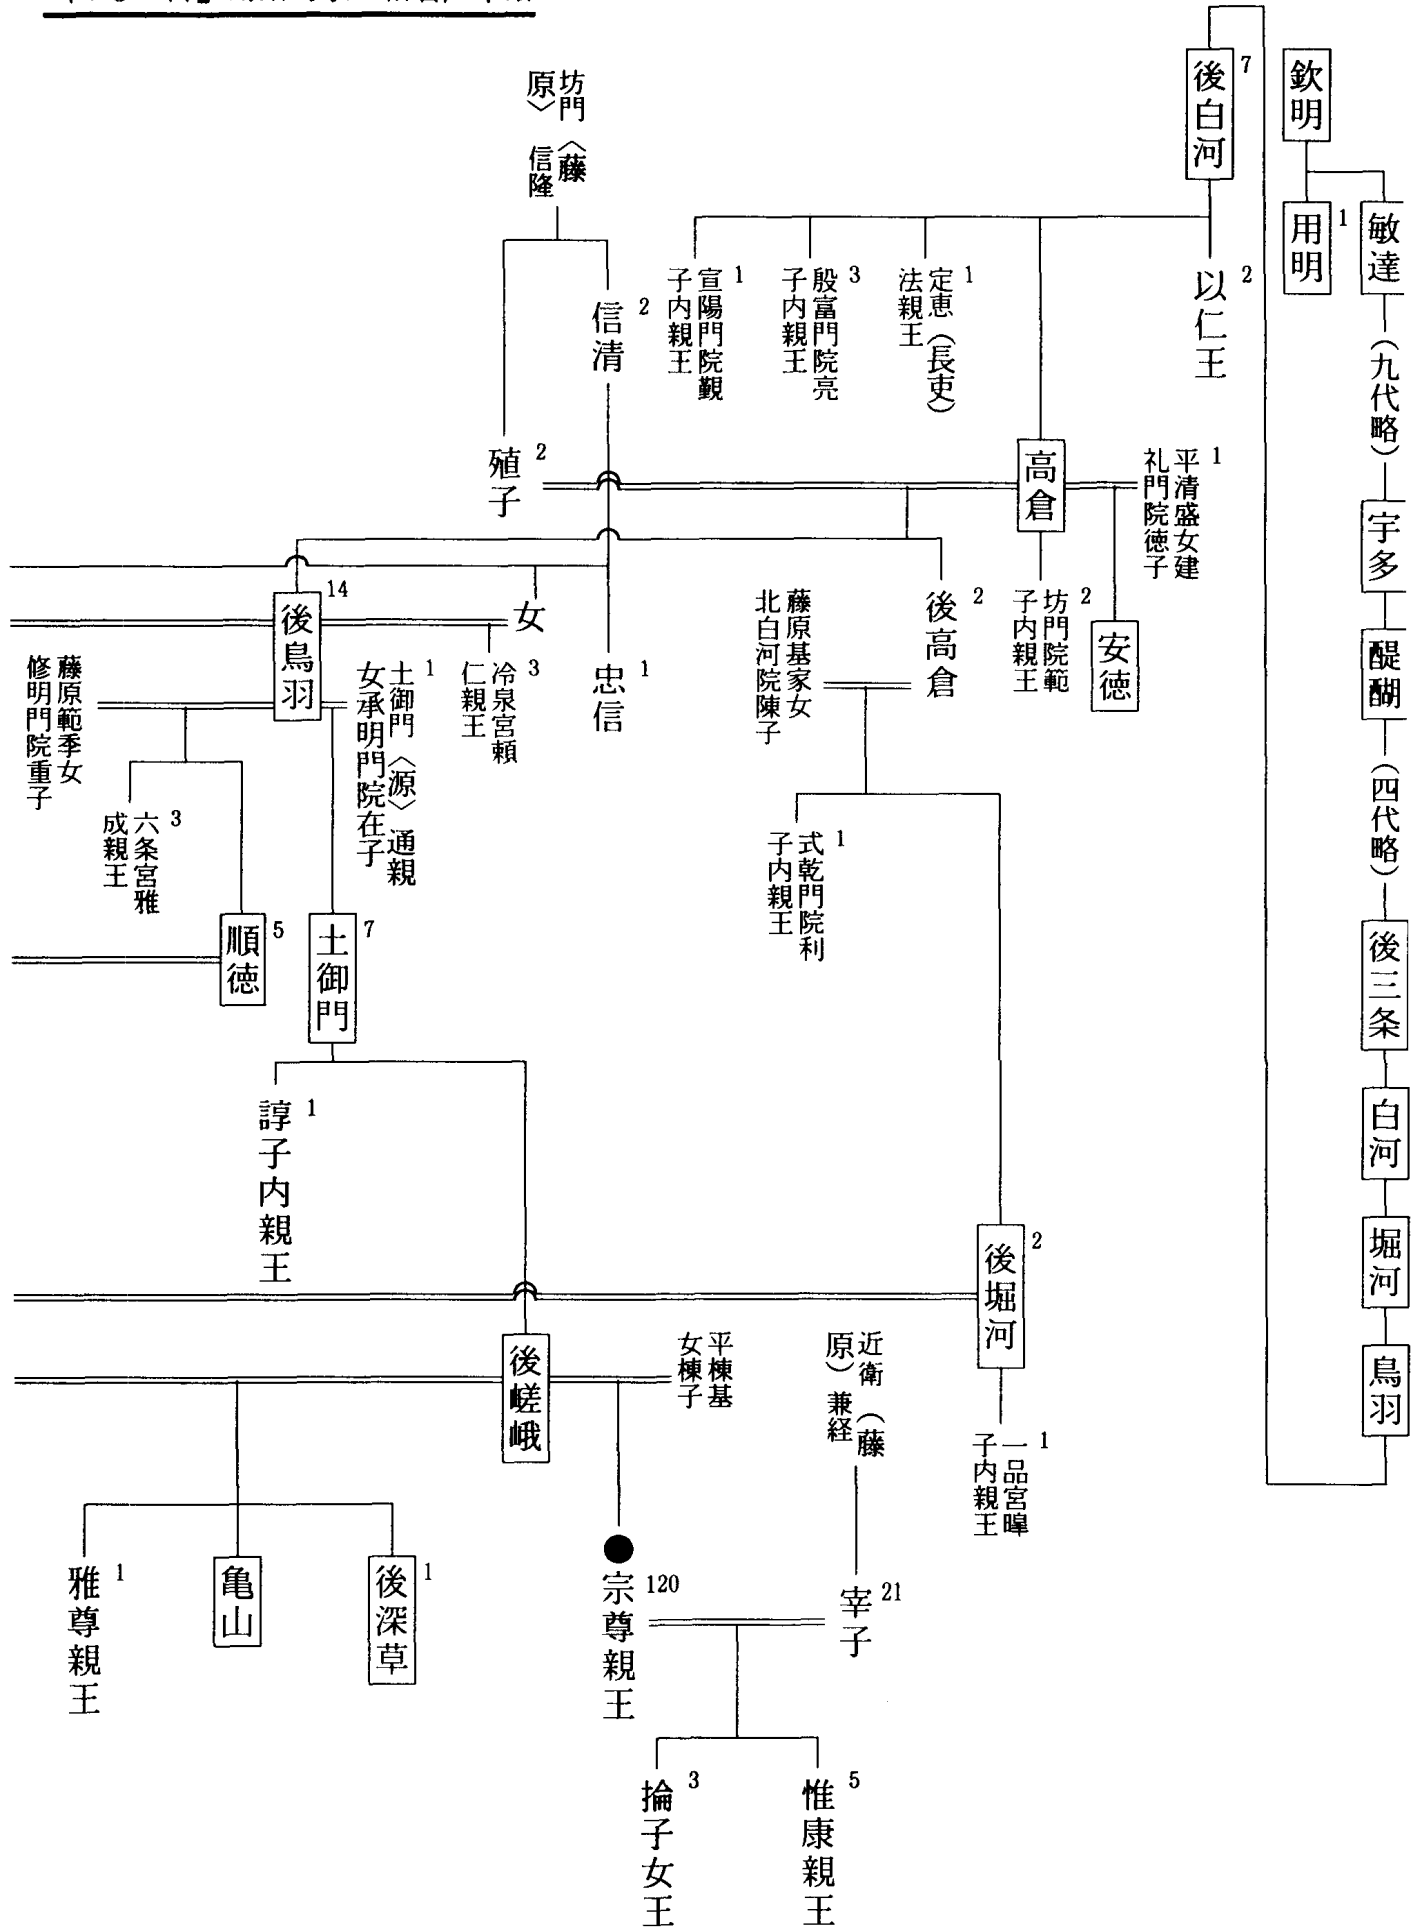 欽明
敏達
1
用明
(九代略)
宇多
醍醐
(四代略)
後三条
白河
堀河
鳥羽
7
後白河
2
以仁王
高倉
1
定恵(長吏)
法親王
3
殷富門院亮
子内親王
1
宣陽門院覲
子内親王
1
平清盛女建
礼門院徳子
安徳
2
坊門院範
子内親王
坊門〈藤
原〉信隆
2
信清
2
殖子
1
忠信
女
2
後高倉
藤原基家女
北白河院陳子
1
式乾門院利
子内親王
2
後堀河
1
一品宮暐
子内親王
14
後鳥羽
3
冷泉宮頼
仁親王
1
土御門〈源〉通親
女承明門院在子
藤原範季女
修明門院重子
3
六条宮雅
成親王
5
順徳
7
土御門
1
諄子内親王
後嵯峨
平棟基
女棟子
近衛(藤
原)兼経
21
宰子
120
●宗尊親王
1
後深草
亀山
1
雅尊親王
5
惟康親王
3
掄子女王